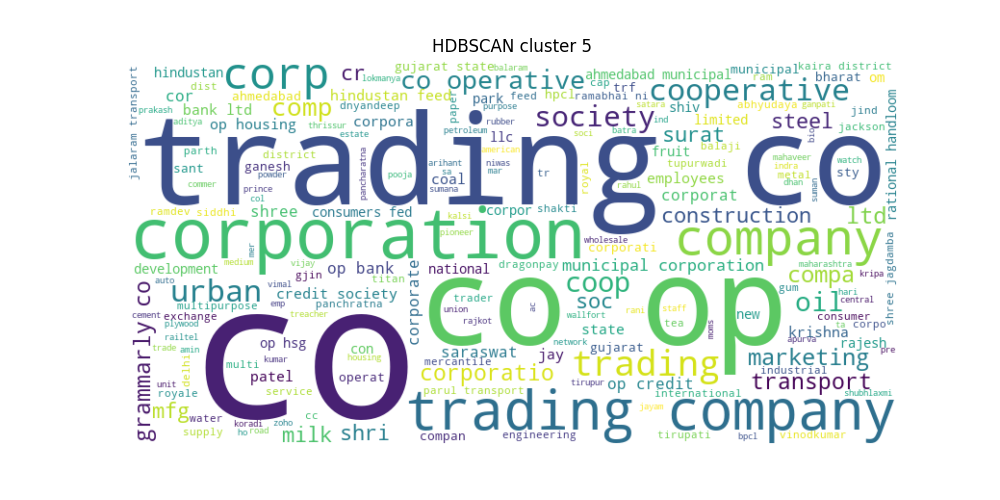 HDBSCAN cluster 5
trading co
co
co op
corporation
trading company
company
corp
cooperative
co operative
society
urban
trading
comp
cr
cor
hindustan
dist
bank ltd
ahmedabad
op housing
hindustan feed
gujarat state
balaram
lokmanya
dnyandeep
corpora
paper
park
feed
hpcl
cap
trf
purpose
ramabhai ni
ahmedabad municipal
municipal
kaira district
ram
bharat
om
abhyudaya
ganpati
satara
shiv
ind
limited
steel
jind
jackson
surat
batra
balaji
fruit
tupurwadi
employees
corporat
construction
ltd
rational handloom
jalaram transport
prakash
aditya
thrissur
estate
parth
district
sant
ganesh
powder
commer
prince
col
pancharatna
pooja
arihant
sa
sumana
coal
petroleum
rubber
llc
american
niwas
mar
tr
soci
royal
rahul
mahaveer
indra
metal
dhan
bio
suman
watch
sty
ramdev
siddhi
shree
consumers fed
kalsi
corpor
shakti
pioneer
wholesale
corporati
mer
medium
vijay
development
gjin
op bank
titan
corporate
national
dragonpay
municipal corporation
maharashtra
compa
kripa
shree jagdamba
auto
vimal
credit society
multipurpose
emp
panchratna
trader
union
rajkot
coop
soc
ac
wallfort
rani
staff
tea
new
moms
gum
oil
hari
central
consumer
ta
corpo
krishna
rajesh
apurva
pre
state
network
gujarat
marketing
industrial
transport
shubhlaxmi
cement
exchange
plywood
railtel
trade
amin
delhi
op hsg
treacher
con
housing
kumar
multi
patel
operat
saraswat
jay
mercantile
corporatio
parul transport
tirupur
op credit
international
jayam
grammarly co
unit
royale
mfg
water
supply
service
koradi
ho
road
zoho
cc
milk
shri
compan
engineering
tirupati
bpcl
vinodkumar